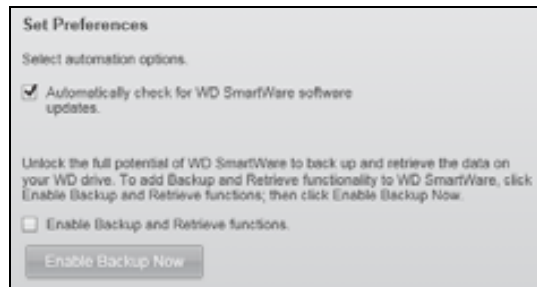 Set Preferences
Select automation options.
Automatically check for WD SmartWare software
updates.
Unlock the full potential of WD SmartWare to back up and retrieve the data on
your WD drive. To add Backup and Retrieve functionality to WD SmartWare, click
Enable Backup and Retrieve functions; then click Enable Backup Now.
Enable Backup and Retrieve functions.
Enable Backup Now